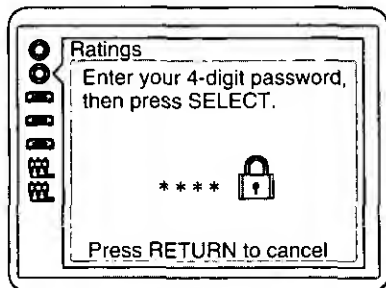 Ratings
Enter your 4-digit password,
then press SELECT.
* * * *
Press RETURN to cancel